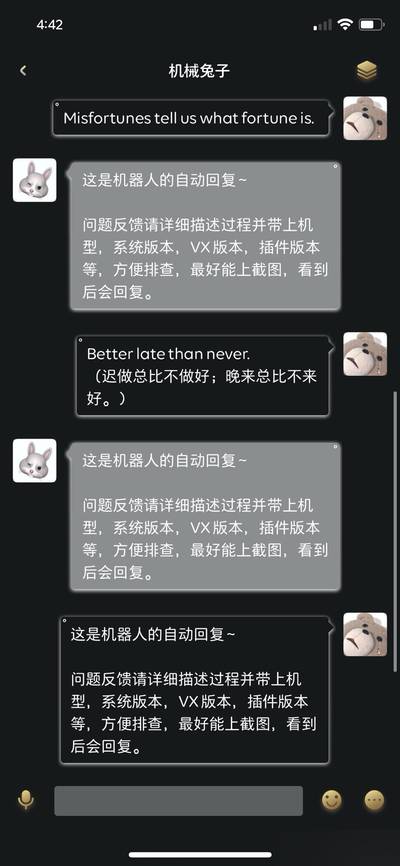 4:42
机械兔子
Misfortunes tell us what fortune is.
这是机器人的自动回复~
问题反馈请详细描述过程并带上机
型，系统版本，VX版本，插件版本
等，方便排查，最好能上截图，看到
后会回复。
Better late than never.
（迟做总比不做好；晚来总比不来
好。）
这是机器人的自动回复~
问题反馈请详细描述过程并带上机
型，系统版本，VX版本，插件版本
等，方便排查，最好能上截图，看到
后会回复。
这是机器人的自动回复~
问题反馈请详细描述过程并带上机
型，系统版本，VX版本，插件版本
等，方便排查，最好能上截图，看到
后会回复。